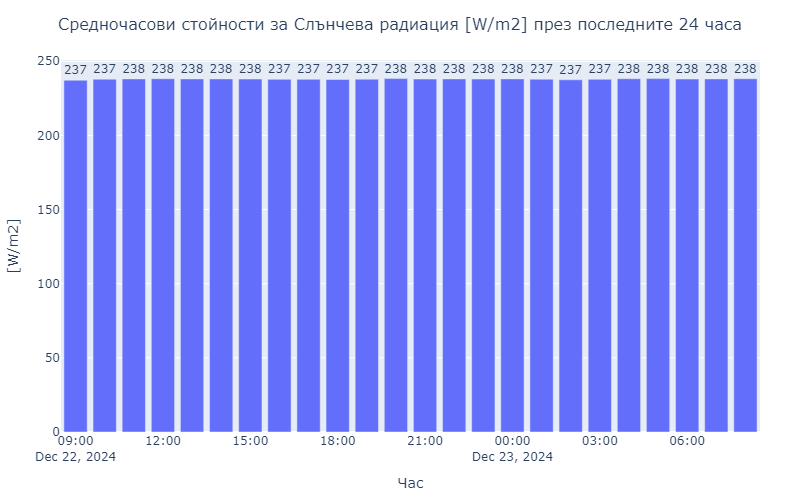 Средночасови стойности за Слънчева радиация [W/m2] през последните 24 часа
250
200
150
100
50
0
[W/m2]
237 237 238 238 238 238 238 237 237 237 237 238 238 238 238 238 237 237 237 238 238 238 238 238
09:00 12:00 15:00 18:00 21:00 00:00 03:00 06:00
Dec 22, 2024 Dec 23, 2024
Час